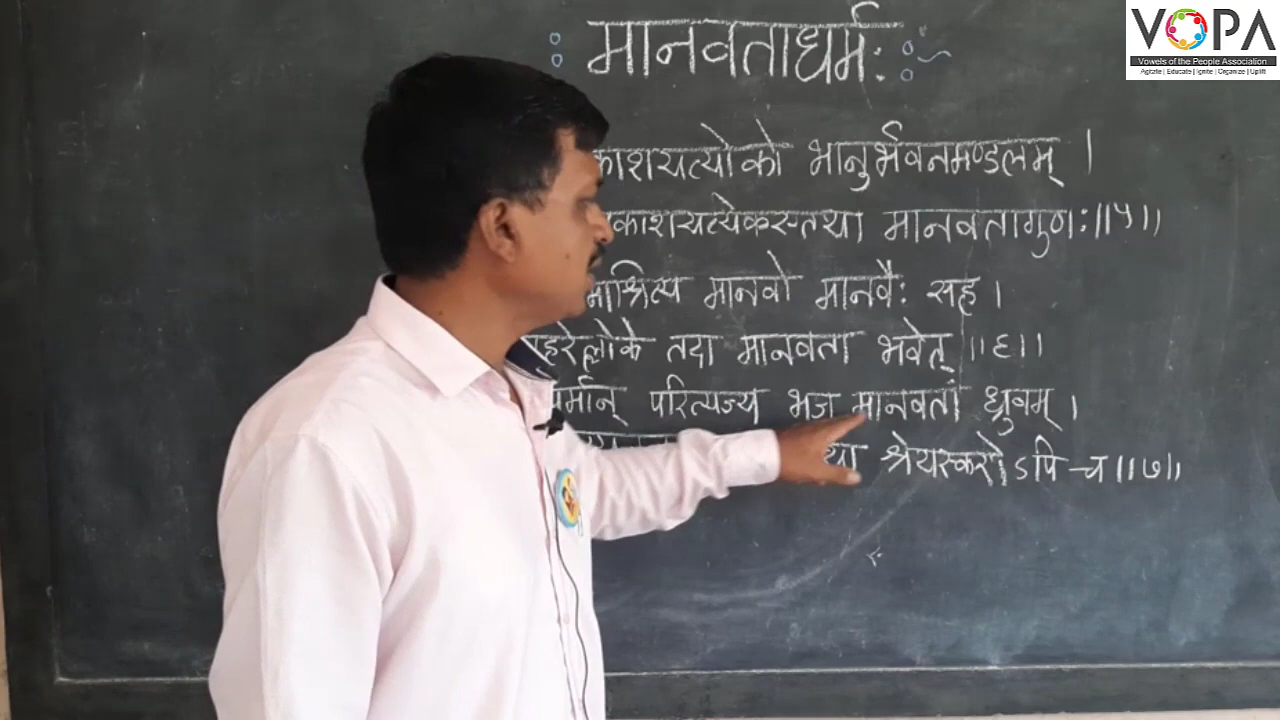 VOPA
Vowels of the People Association
Agitate | Educate | Ignite | Organize | Uplift
मानवताधर्मः
काशयत्येको भानुर्भवनमण्डलम् ।
काशयत्येकस्तथा मानवतागुणः ॥५॥
माश्रित्य मानवो मानवैः सह ।
हरेल्लोके तदा मानवता भवेत् ॥६॥
र्मान् परित्यज्य भज मानवतां ध्रुवम् ।
था श्रेयस्करोऽपि च ॥७॥